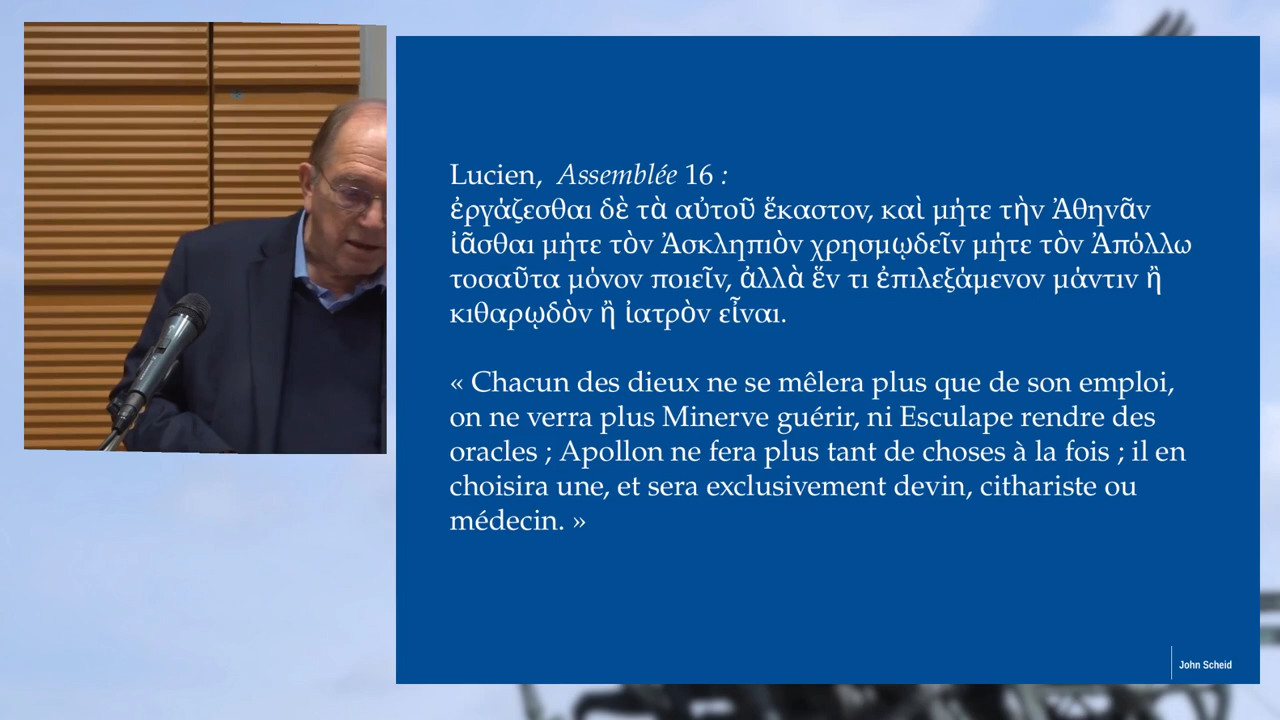 Lucien, Assemblée 16 :
ἐργάζεσθαι δὲ τὰ αὑτοῦ ἕκαστον, καὶ μήτε τὴν Ἀθηνᾶν
ἰᾶσθαι μήτε τὸν Ἀσκληπιὸν χρησμῳδεῖν μήτε τὸν Ἀπόλλω
τοσαῦτα μόνον ποιεῖν, ἀλλὰ ἕν τι ἐπιλεξάμενον μάντιν ἢ
κιθαρῳδὸν ἢ ἰατρὸν εἶναι.
« Chacun des dieux ne se mêlera plus que de son emploi,
on ne verra plus Minerve guérir, ni Esculape rendre des
oracles ; Apollon ne fera plus tant de choses à la fois ; il en
choisira une, et sera exclusivement devin, cithariste ou
médecin. »
John Scheid